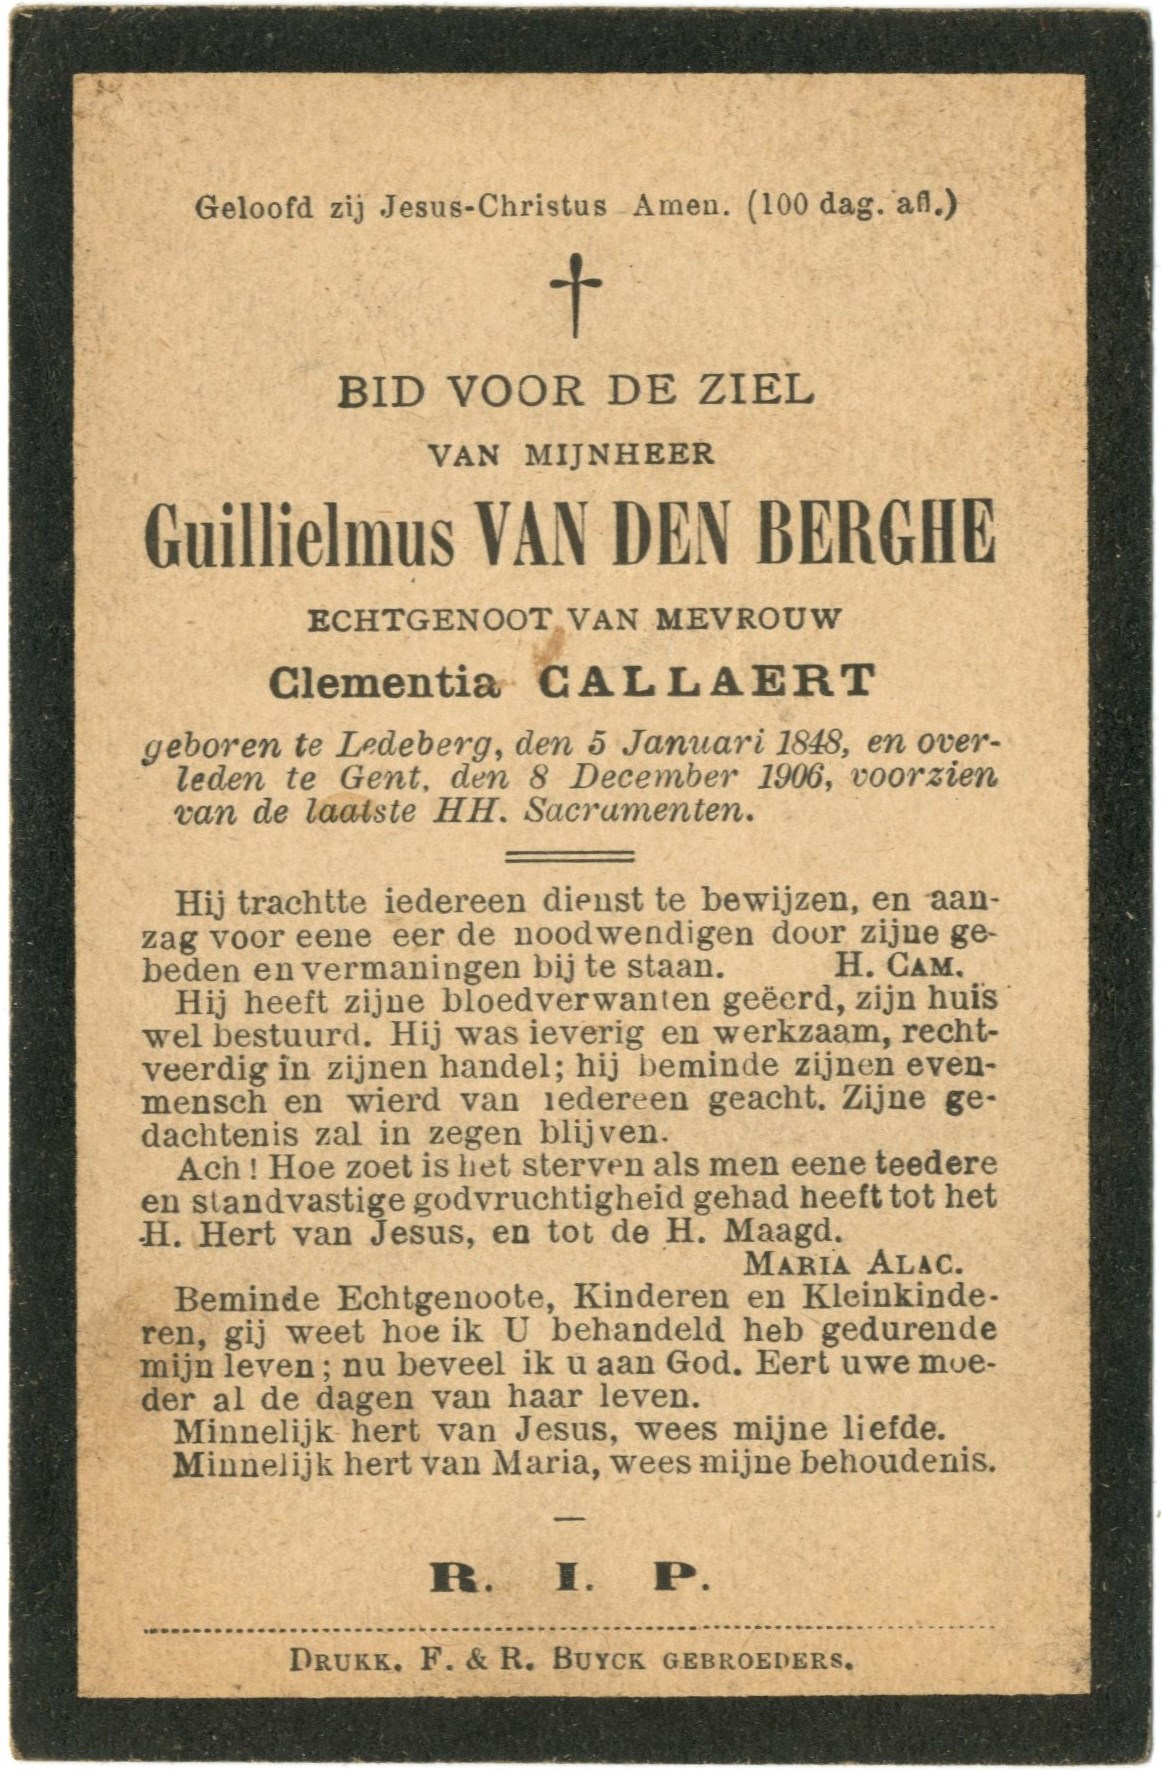 Geloofd zij Jesus-Christus Amen. (100 dag. afl.)
BID VOOR DE ZIEL
VAN MIJNHEER
Guillielmus VAN DEN BERGHE
ECHTGENOOT VAN MEVROUW
Clementia CALLAERT
geboren te Ledeberg, den 5 Januari 1848, en over-
leden te Gent, den 8 December 1906, voorzien
van de laatste HH. Sacramenten.
Hij trachtte iedereen dienst te bewijzen, en aan-
zag voor eene eer de noodwendigen door zijne ge-
beden en vermaningen bij te staan. H. CAM.
Hij heeft zijne bloedverwanten geëerd, zijn huis
wel bestuurd. Hij was ieverig en werkzaam, recht-
veerdig in zijnen handel; hij beminde zijnen even-
mensch en wierd van iedereen geacht. Zijne ge-
dachtenis zal in zegen blijven.
Ach! Hoe zoet is het sterven als men eene teedere
en standvastige godvruchtigheid gehad heeft tot het
H. Hert van Jesus, en tot de H. Maagd.
MARIA ALAC.
Beminde Echtgenoote, Kinderen en Kleinkinde-
ren, gij weet hoe ik U behandeld heb gedurende
mijn leven; nu beveel ik u aan God. Eert uwe moe-
der al de dagen van haar leven.
Minnelijk hert van Jesus, wees mijne liefde.
Minnelijk hert van Maria, wees mijne behoudenis.
R. I. P.
DRUKK. F. & R. BUYCK GEBROEDERS.